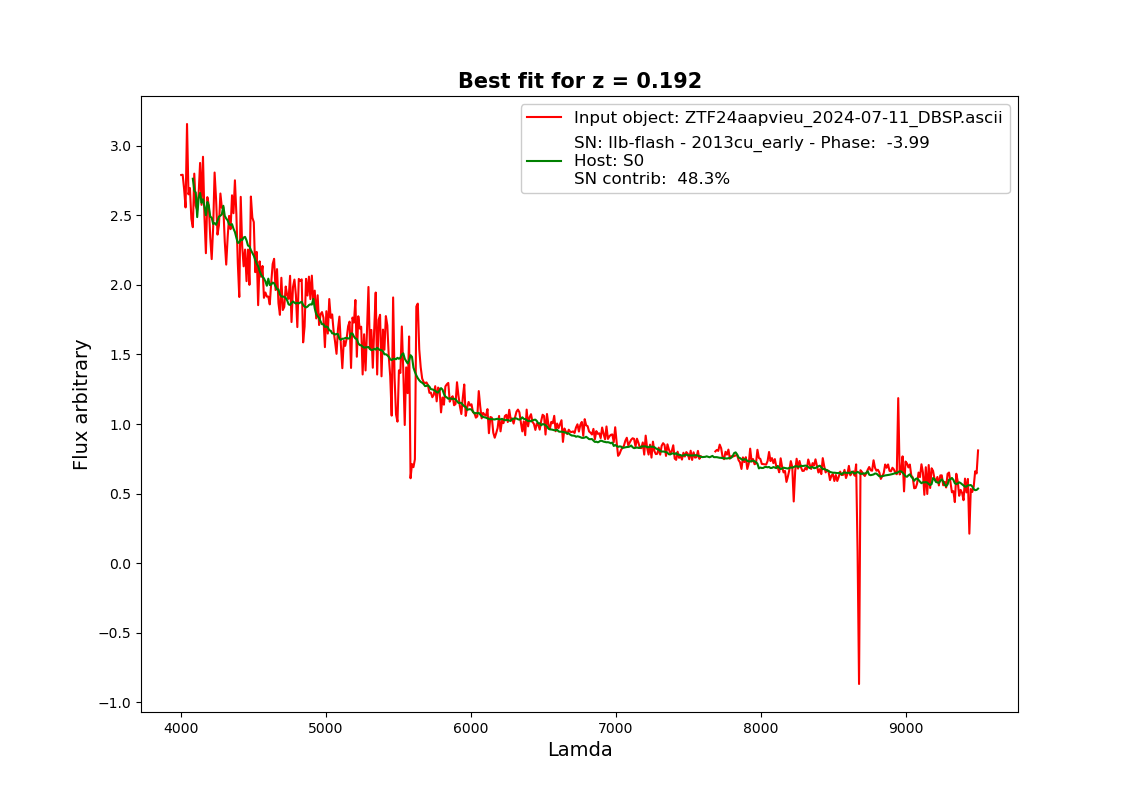 Best fit for z = 0.192
Input object: ZTF24aapvieu_2024-07-11_DBSP.ascii
SN: IIb-flash - 2013cu_early - Phase:  -3.99
Host: S0
SN contrib:  48.3%
Flux arbitrary
3.0
2.5
2.0
1.5
1.0
0.5
0.0
−0.5
−1.0
4000 5000 6000 7000 8000 9000
Lamda